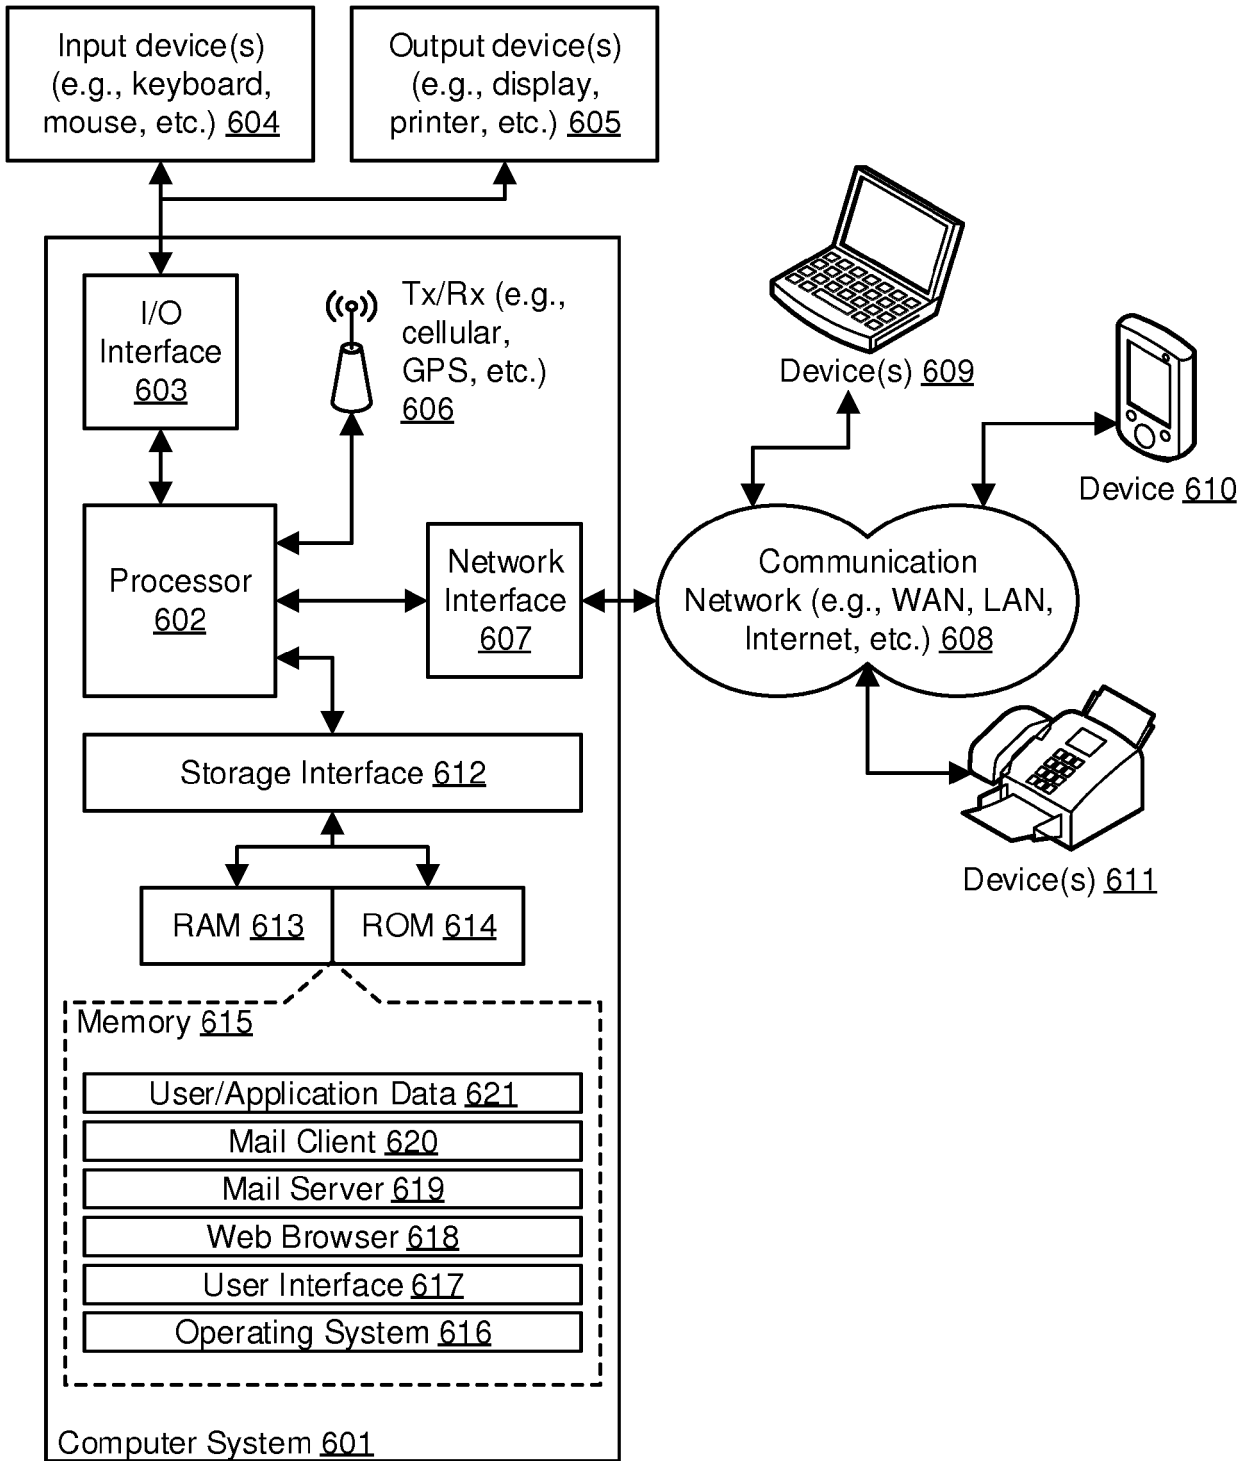 Input device(s)
(e.g., keyboard,
mouse, etc.) 604
Output device(s)
(e.g., display,
printer, etc.) 605
I/O
Interface
603
Tx/Rx (e.g.,
cellular,
GPS, etc.)
606
Device(s) 609
Device 610
Processor
602
Network
Interface
607
Communication
Network (e.g., WAN, LAN,
Internet, etc.) 608
Storage Interface 612
Device(s) 611
RAM 613
ROM 614
Memory 615
User/Application Data 621
Mail Client 620
Mail Server 619
Web Browser 618
User Interface 617
Operating System 616
Computer System 601